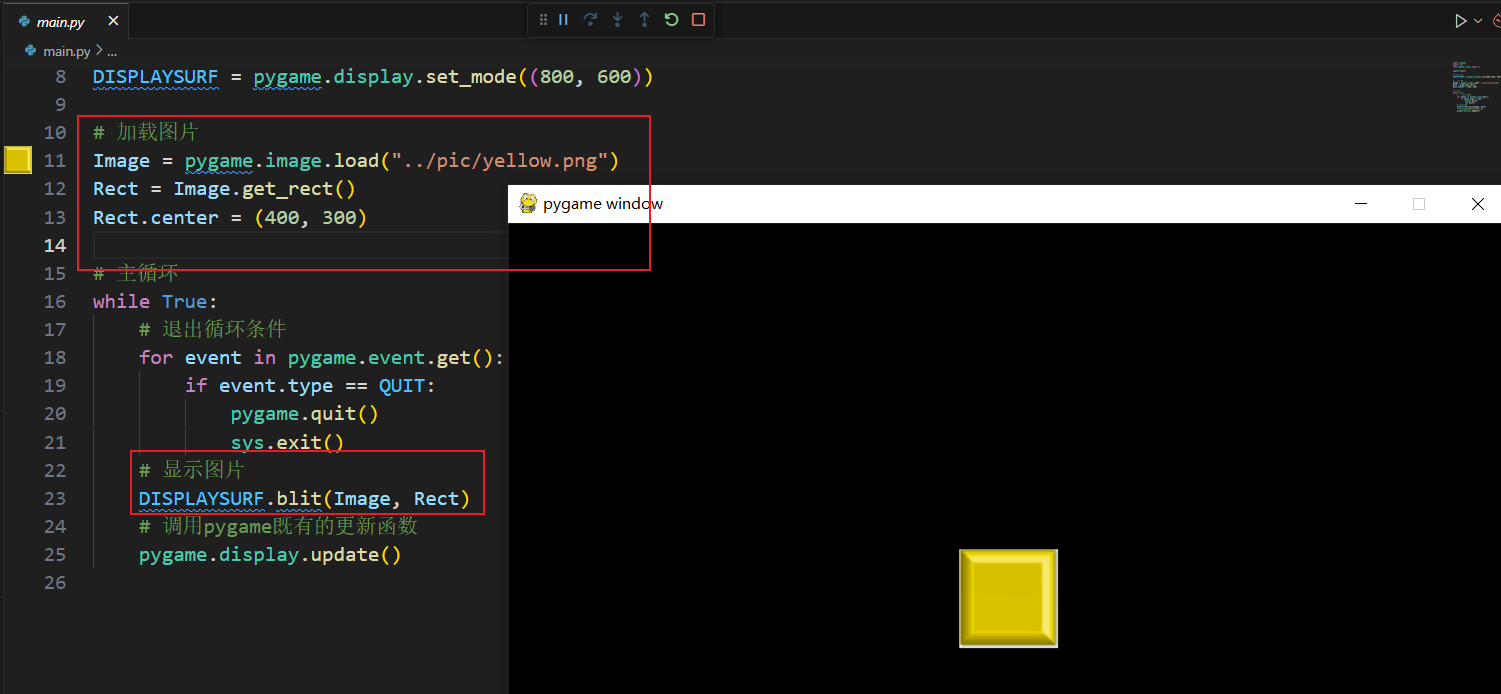 main.py
main.py > ...
8 DISPLAYSURF = pygame.display.set_mode((800, 600))
9
10 # 加载图片
11 Image = pygame.image.load("../pic/yellow.png")
12 Rect = Image.get_rect()
13 Rect.center = (400, 300)
14
15 # 主循环
16 while True:
17 # 退出循环条件
18 for event in pygame.event.get():
19 if event.type == QUIT:
20 pygame.quit()
21 sys.exit()
22 # 显示图片
23 DISPLAYSURF.blit(Image, Rect)
24 # 调用pygame既有的更新函数
25 pygame.display.update()
26
pygame window